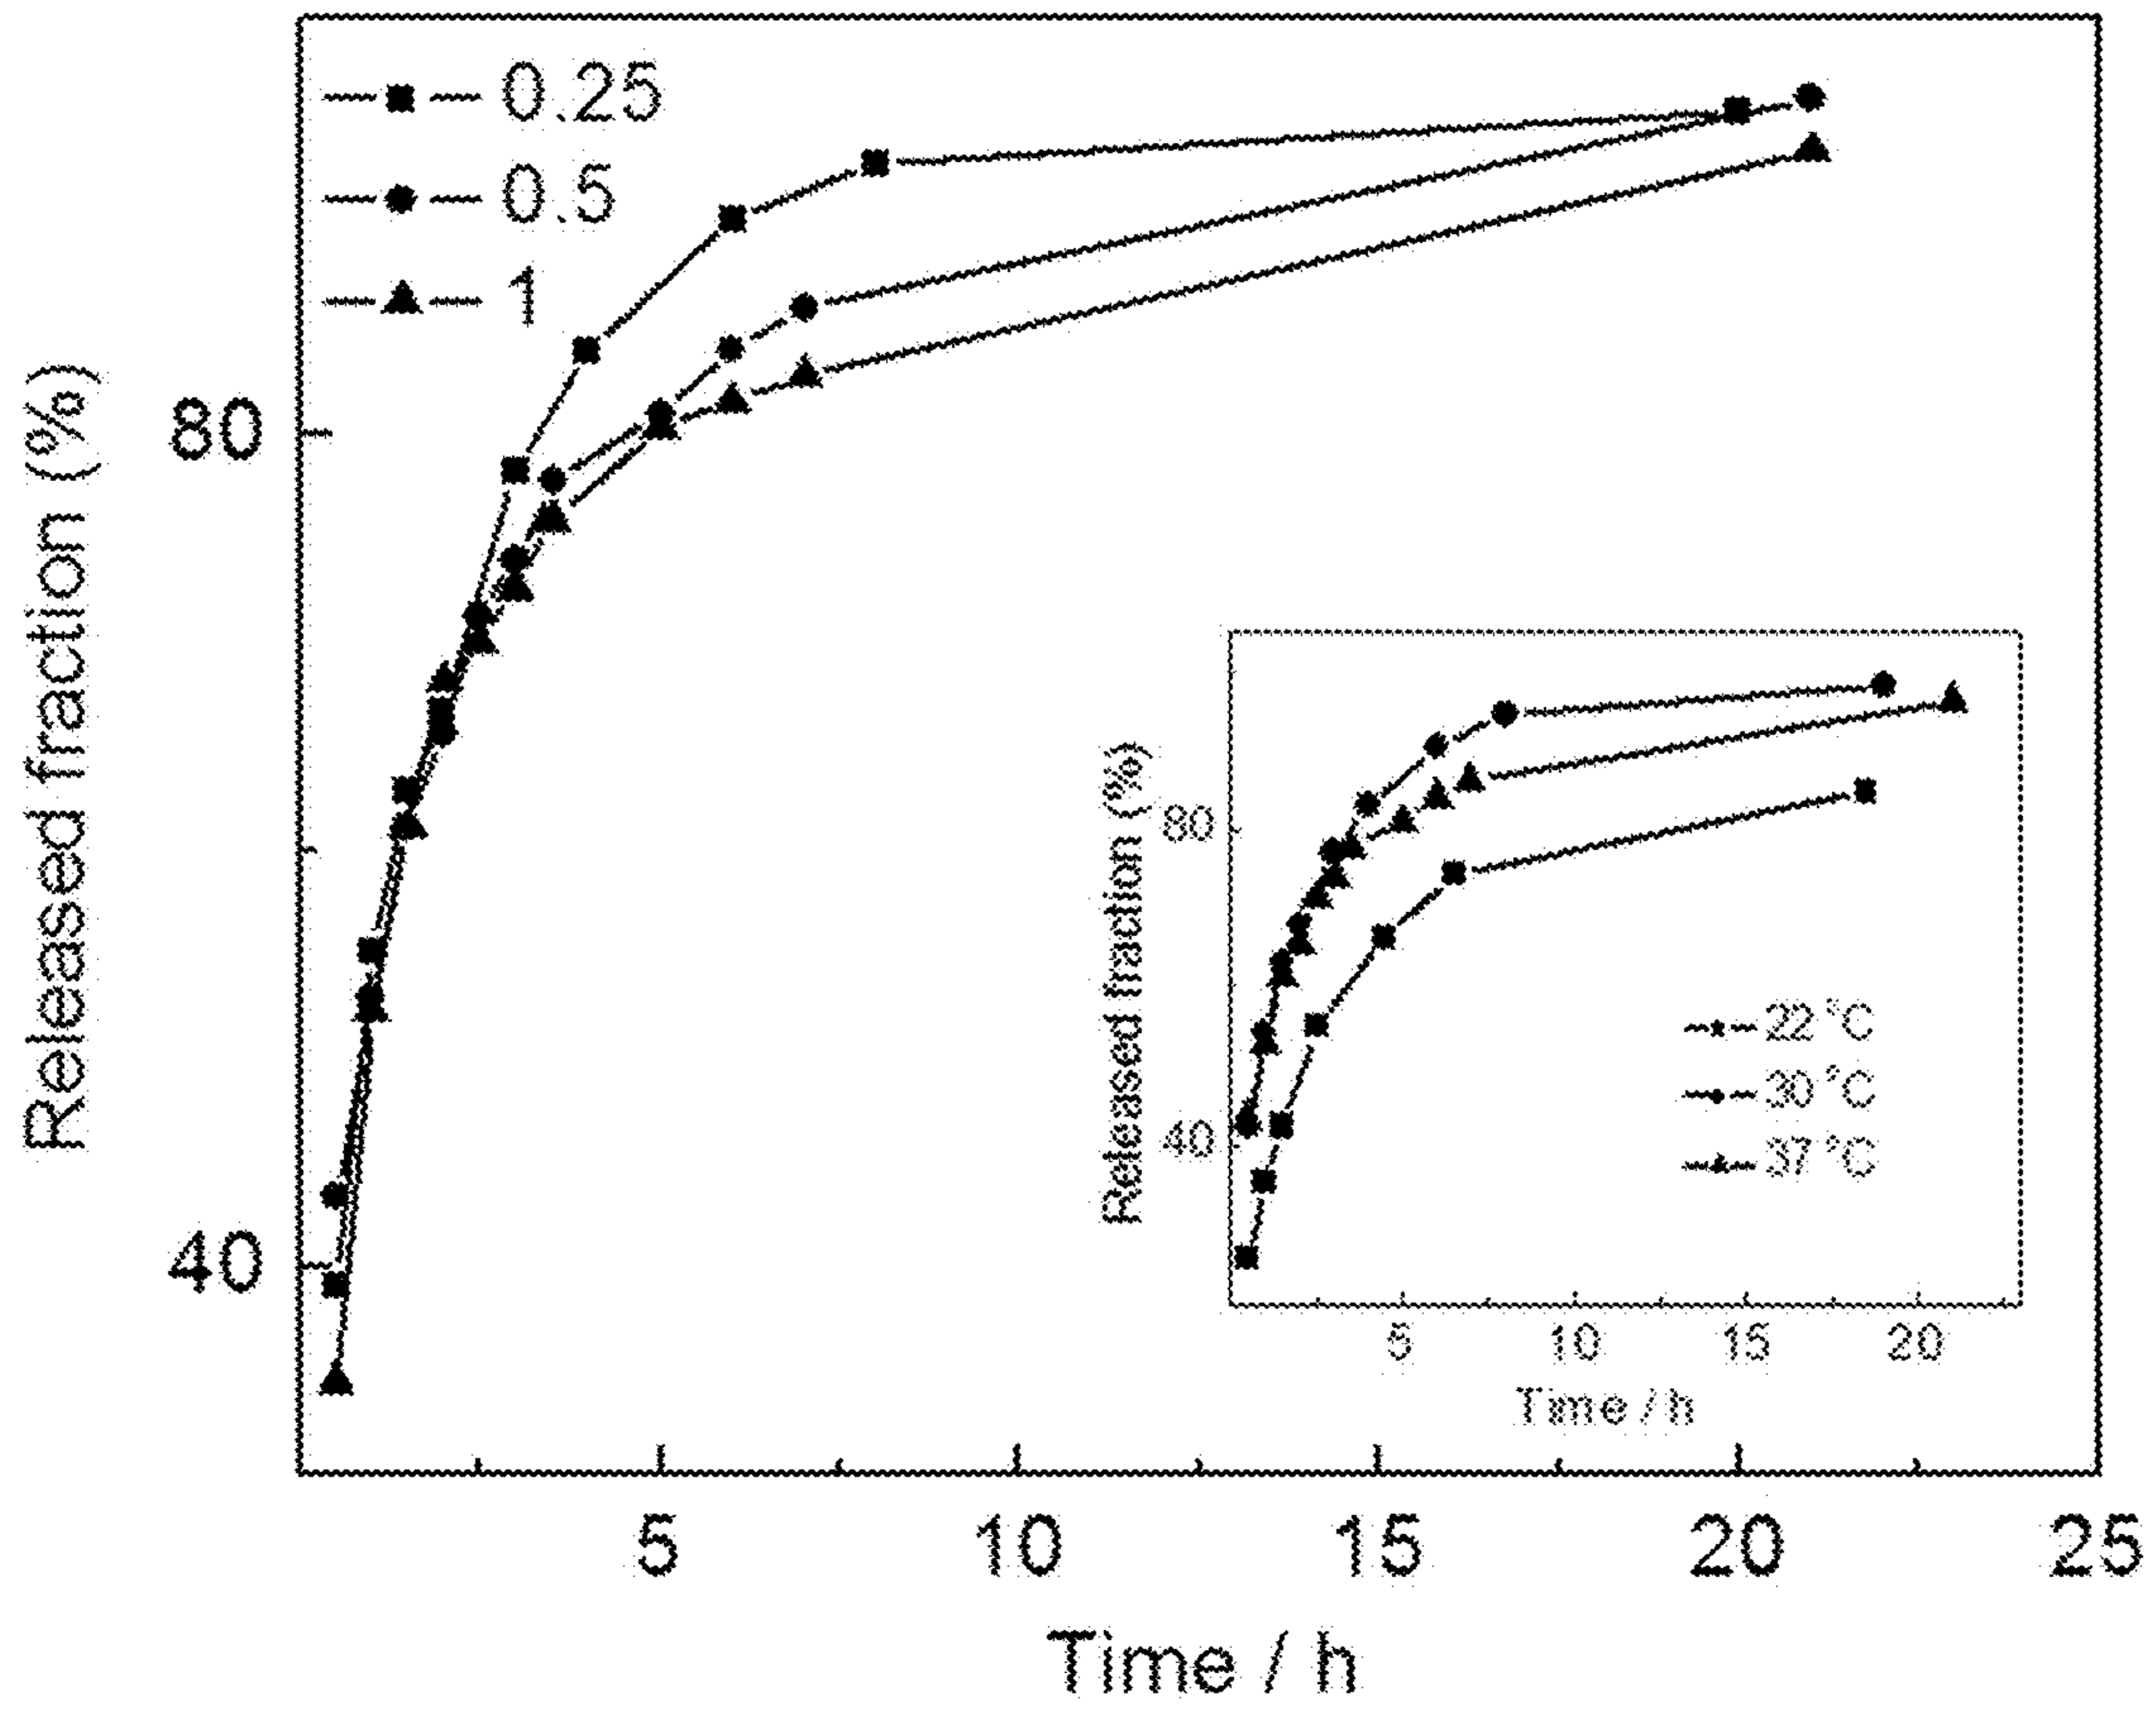 0.25
0.5
1
Released fraction (%)
80
40
5 10 15 20 25
Time / h
Released fraction (%)
80
40
22 °C
30 °C
37 °C
5 10 15 20
Time / h